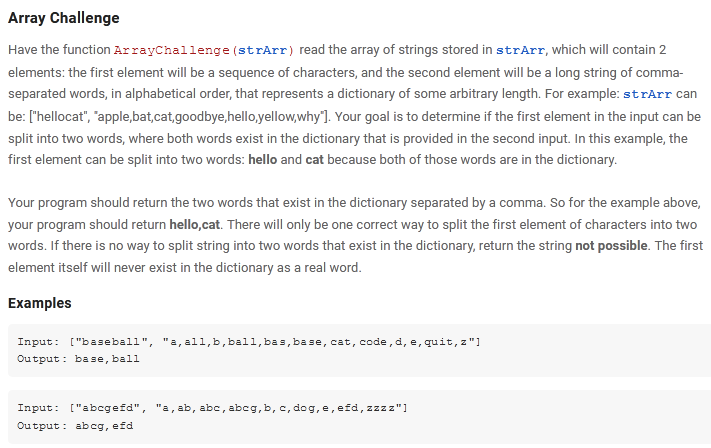 Array Challenge
Have the function ArrayChallenge(strArr) read the array of strings stored in strArr, which will contain 2
elements: the first element will be a sequence of characters, and the second element will be a long string of comma-
separated words, in alphabetical order, that represents a dictionary of some arbitrary length. For example: strArr can
be: ["hellocat", "apple,bat,cat,goodbye,hello,yellow,why"]. Your goal is to determine if the first element in the input can be
split into two words, where both words exist in the dictionary that is provided in the second input. In this example, the
first element can be split into two words: hello and cat because both of those words are in the dictionary.
Your program should return the two words that exist in the dictionary separated by a comma. So for the example above,
your program should return hello,cat. There will only be one correct way to split the first element of characters into two
words. If there is no way to split string into two words that exist in the dictionary, return the string not possible. The first
element itself will never exist in the dictionary as a real word.
Examples
Input: ["baseball", "a,all,b,ball,bas,base,cat,code,d,e,quit,z"]
Output: base,ball
Input: ["abcgefd", "a,ab,abc,abcg,b,c,dog,e,efd,zzzz"]
Output: abcg,efd